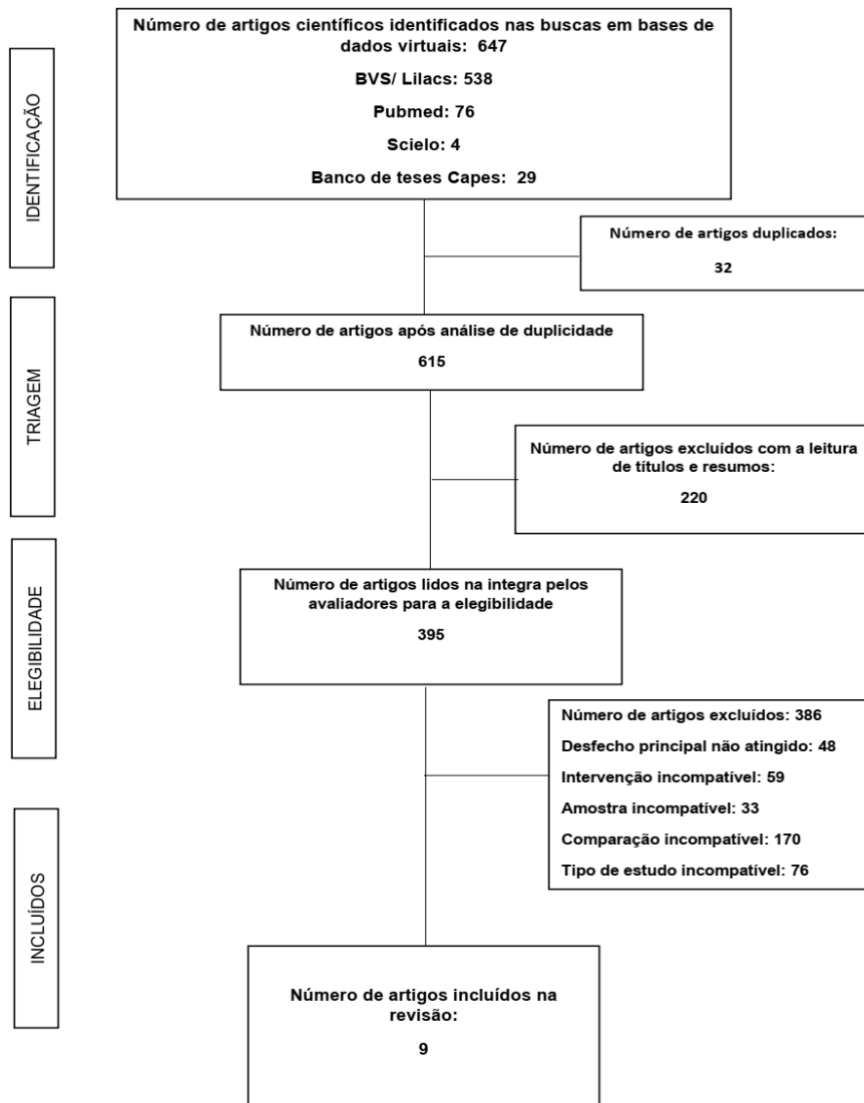 Número de artigos científicos identificados nas buscas em bases de
dados virtuais: 647
BVS/ Lilacs: 538
Pubmed: 76
Scielo: 4
Banco de teses Capes: 29
IDENTIFICAÇÃO
Número de artigos duplicados:
32
Número de artigos após análise de duplicidade
615
TRIAGEM
Número de artigos excluídos com a leitura
de títulos e resumos:
220
Número de artigos lidos na integra pelos
avaliadores para a elegibilidade
395
ELEGIBILIDADE
Número de artigos excluídos: 386
Desfecho principal não atingido: 48
Intervenção incompatível: 59
Amostra incompatível: 33
Comparação incompatível: 170
Tipo de estudo incompatível: 76
INCLUÍDOS
Número de artigos incluídos na
revisão:
9